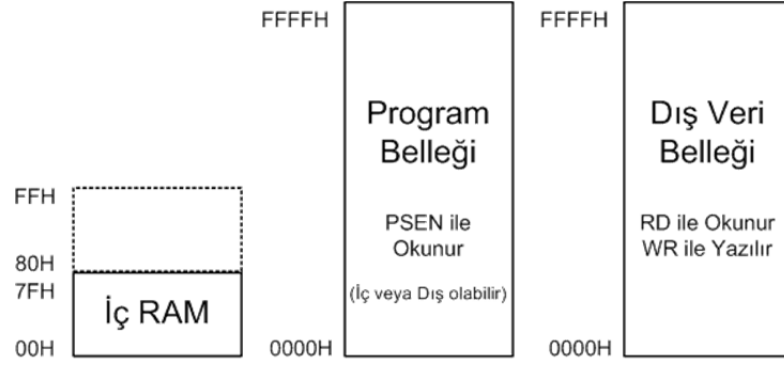 FFH
80H
7FH
İç RAM
00H
FFFFH
Program
Belleği
PSEN ile
Okunur
(İç veya Dış olabilir)
0000H
FFFFH
Dış Veri
Belleği
RD ile Okunur
WR ile Yazılır
0000H